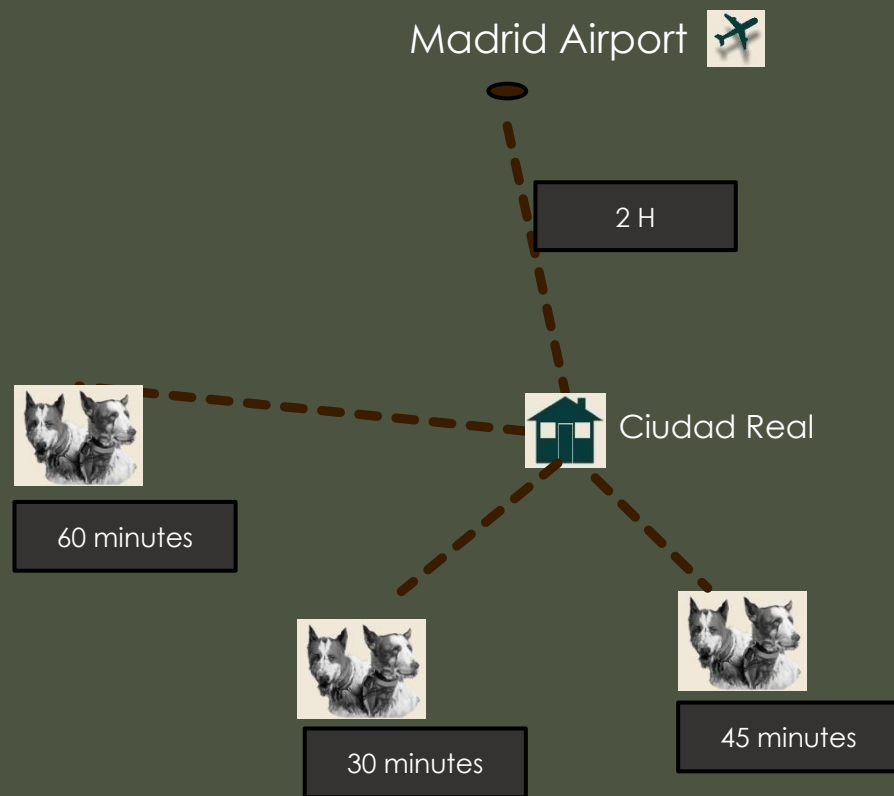 Madrid Airport
2 H
Ciudad Real
60 minutes
45 minutes
30 minutes